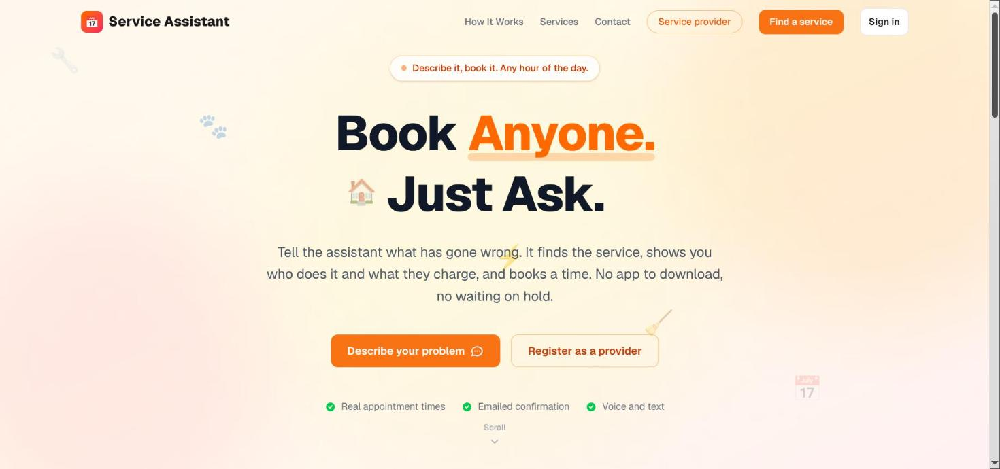 Service Assistant
How It Works
Services
Contact
Service provider
Find a service
Sign in
Describe it, book it. Any hour of the day.
Book Anyone.
Just Ask.
Tell the assistant what has gone wrong. It finds the service, shows you
who does it and what they charge, and books a time. No app to download,
no waiting on hold.
Describe your problem
Register as a provider
July
17
Real appointment times
Emailed confirmation
Voice and text
Scroll